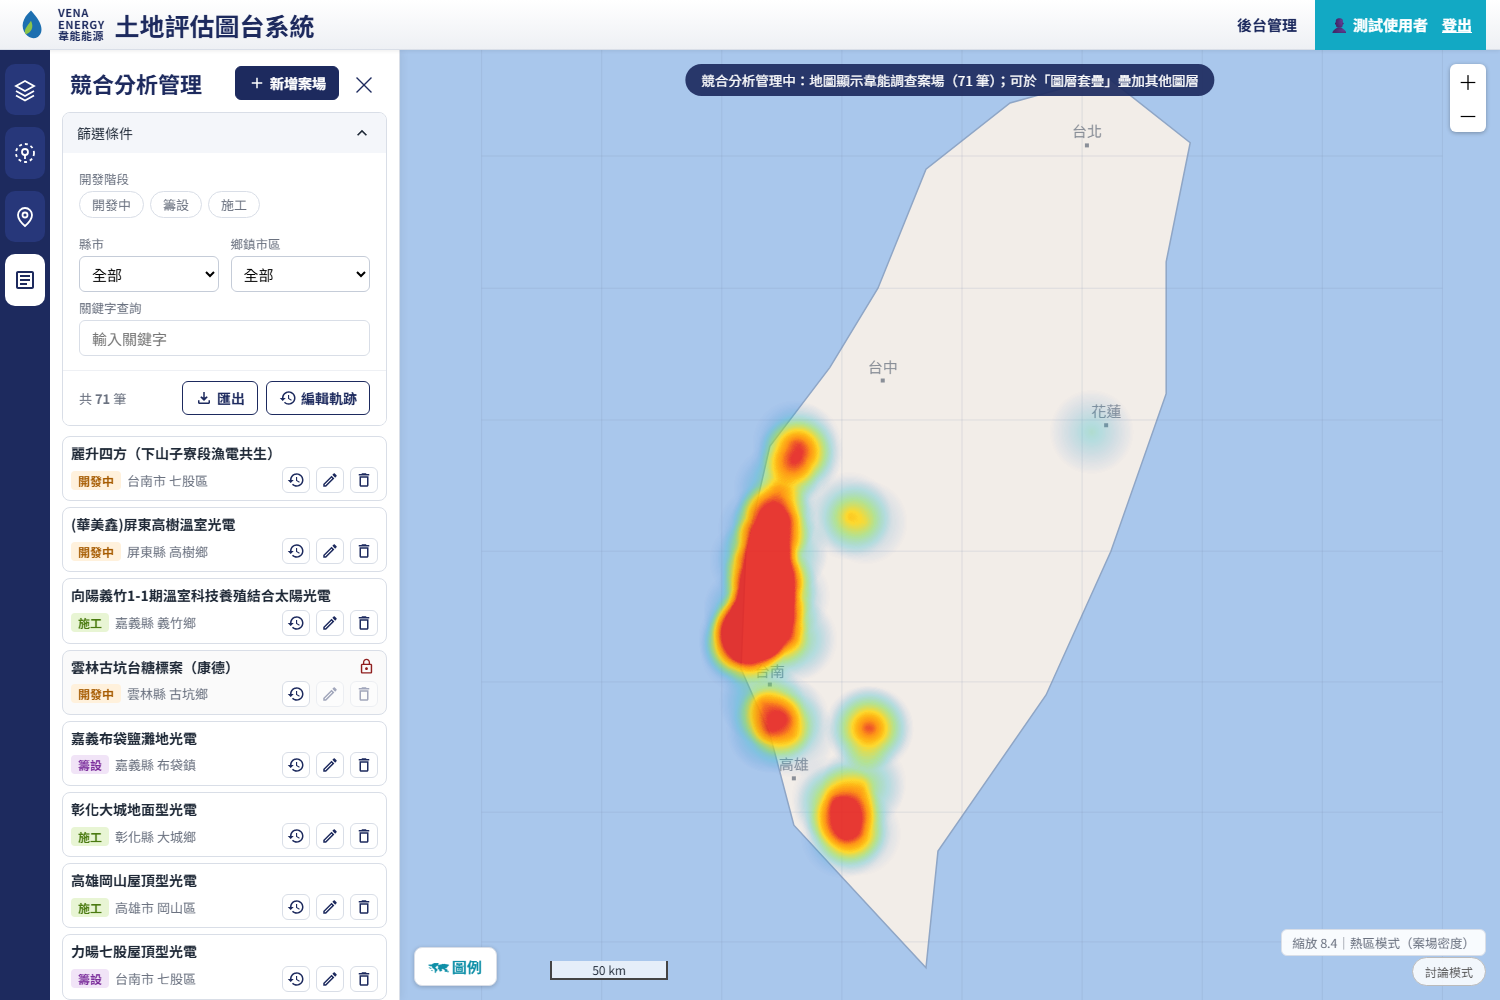 VENA
ENERGY
韋能能源
土地評估圖台系統
後台管理
測試使用者 登出
競合分析管理
新增案場
篩選條件
開發階段
開發中
籌設
施工
縣市
鄉鎮市區
全部
全部
關鍵字查詢
輸入關鍵字
共 71 筆
匯出
編輯軌跡
麗升四方（下山子寮段漁電共生）
開發中 台南市 七股區
(華美鑫)屏東高樹溫室光電
開發中 屏東縣 高樹鄉
向陽義竹1-1期溫室科技養殖結合太陽光電
施工 嘉義縣 義竹鄉
雲林古坑台糖標案（康德）
開發中 雲林縣 古坑鄉
嘉義布袋鹽灘地光電
籌設 嘉義縣 布袋鎮
彰化大城地面型光電
施工 彰化縣 大城鄉
高雄岡山屋頂型光電
施工 高雄市 岡山區
力暘七股屋頂型光電
籌設 台南市 七股區
競合分析管理中：地圖顯示韋能調查案場（71 筆）；可於「圖層套疊」疊加其他圖層
台北
台中
花蓮
台南
高雄
圖例
50 km
縮放 8.4｜熱區模式（案場密度）
討論模式